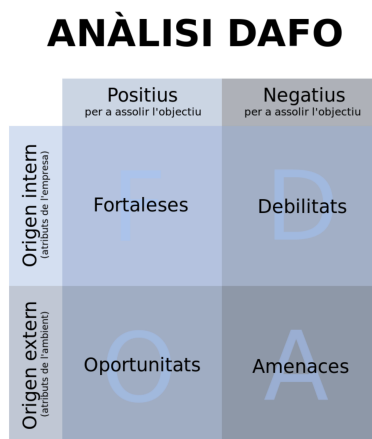 ANÀLISI DAFO
Positius
per a assolir l'objectiu
Negatius
per a assolir l'objectiu
Origen intern
(atributs de l'empresa)
F
Fortaleses
D
Debilitats
Origen extern
(atributs de l'ambient)
O
Oportunitats
A
Amenaces